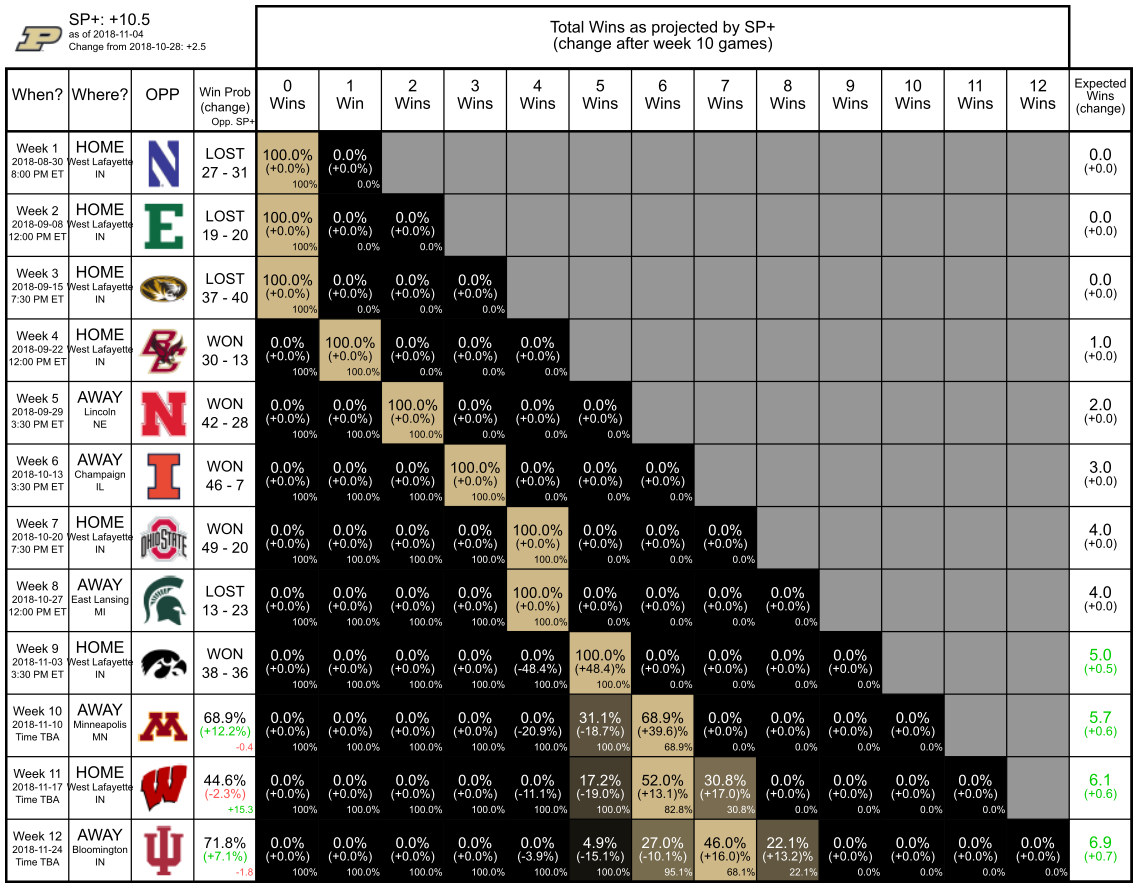 SP+: +10.5
as of 2018-11-04
Change from 2018-10-28: +2.5
Total Wins as projected by SP+
(change after week 10 games)
When? Where? OPP Win Prob (change) Opp. SP+ 0 Wins 1 Win 2 Wins 3 Wins 4 Wins 5 Wins 6 Wins 7 Wins 8 Wins 9 Wins 10 Wins 11 Wins 12 Wins Expected Wins (change)
Week 1 HOME LOST 100.0% 0.0% 0.0
2018-08-30 West Lafayette N (+0.0%) (+0.0%) (+0.0)
8:00 PM ET IN 27 - 31 100% 0.0%
Week 2 HOME LOST 100.0% 0.0% 0.0% 0.0
2018-09-08 West Lafayette E (+0.0%) (+0.0%) (+0.0%) (+0.0)
12:00 PM ET IN 19 - 20 100% 0.0% 0.0%
Week 3 HOME LOST 100.0% 0.0% 0.0% 0.0% 0.0
2018-09-15 West Lafayette (+0.0%) (+0.0%) (+0.0%) (+0.0%) (+0.0)
7:30 PM ET IN 37 - 40 100% 0.0% 0.0% 0.0%
Week 4 HOME WON 0.0% 100.0% 0.0% 0.0% 0.0% 1.0
2018-09-22 West Lafayette BC (+0.0%) (+0.0%) (+0.0%) (+0.0%) (+0.0%) (+0.0)
12:00 PM ET IN 30 - 13 100% 100.0% 0.0% 0.0% 0.0%
Week 5 AWAY WON 0.0% 0.0% 100.0% 0.0% 0.0% 0.0% 2.0
2018-09-29 Lincoln N (+0.0%) (+0.0%) (+0.0%) (+0.0%) (+0.0%) (+0.0%) (+0.0)
3:30 PM ET NE 42 - 28 100% 100.0% 100.0% 0.0% 0.0% 0.0%
Week 6 AWAY WON 0.0% 0.0% 0.0% 100.0% 0.0% 0.0% 0.0% 3.0
2018-10-13 Champaign I (+0.0%) (+0.0%) (+0.0%) (+0.0%) (+0.0%) (+0.0%) (+0.0%) (+0.0)
3:30 PM ET IL 46 - 7 100% 100.0% 100.0% 100.0% 0.0% 0.0% 0.0%
Week 7 HOME WON 0.0% 0.0% 0.0% 0.0% 100.0% 0.0% 0.0% 0.0% 4.0
2018-10-20 West Lafayette OHIO STATE (+0.0%) (+0.0%) (+0.0%) (+0.0%) (+0.0%) (+0.0%) (+0.0%) (+0.0%) (+0.0)
7:30 PM ET IN 49 - 20 100% 100.0% 100.0% 100.0% 100.0% 0.0% 0.0% 0.0%
Week 8 AWAY LOST 0.0% 0.0% 0.0% 0.0% 100.0% 0.0% 0.0% 0.0% 0.0% 4.0
2018-10-27 East Lansing (+0.0%) (+0.0%) (+0.0%) (+0.0%) (+0.0%) (+0.0%) (+0.0%) (+0.0%) (+0.0%) (+0.0)
12:00 PM ET MI 13 - 23 100% 100.0% 100.0% 100.0% 100.0% 0.0% 0.0% 0.0% 0.0%
Week 9 HOME WON 0.0% 0.0% 0.0% 0.0% 0.0% 100.0% 0.0% 0.0% 0.0% 0.0% 5.0
2018-11-03 West Lafayette (+0.0%) (+0.0%) (+0.0%) (+0.0%) (-48.4%) (+48.4)% (+0.0%) (+0.0%) (+0.0%) (+0.0%) (+0.5)
3:30 PM ET IN 38 - 36 100% 100.0% 100.0% 100.0% 100.0% 100.0% 0.0% 0.0% 0.0% 0.0%
Week 10 AWAY 68.9% 0.0% 0.0% 0.0% 0.0% 0.0% 31.1% 68.9% 0.0% 0.0% 0.0% 0.0% 5.7
2018-11-10 Minneapolis M (+12.2%) (+0.0%) (+0.0%) (+0.0%) (+0.0%) (-20.9%) (-18.7%) (+39.6)% (+0.0%) (+0.0%) (+0.0%) (+0.0%) (+0.6)
Time TBA MN -0.4 100% 100.0% 100.0% 100.0% 100.0% 100.0% 68.9% 0.0% 0.0% 0.0% 0.0%
Week 11 HOME 44.6% 0.0% 0.0% 0.0% 0.0% 0.0% 17.2% 52.0% 30.8% 0.0% 0.0% 0.0% 0.0% 6.1
2018-11-17 West Lafayette W (-2.3%) (+0.0%) (+0.0%) (+0.0%) (+0.0%) (-11.1%) (-19.0%) (+13.1)% (+17.0)% (+0.0%) (+0.0%) (+0.0%) (+0.0%) (+0.6)
Time TBA IN +15.3 100% 100.0% 100.0% 100.0% 100.0% 100.0% 82.8% 30.8% 0.0% 0.0% 0.0% 0.0%
Week 12 AWAY 71.8% 0.0% 0.0% 0.0% 0.0% 0.0% 4.9% 27.0% 46.0% 22.1% 0.0% 0.0% 0.0% 0.0% 6.9
2018-11-24 Bloomington (+7.1%) (+0.0%) (+0.0%) (+0.0%) (+0.0%) (-3.9%) (-15.1%) (-10.1%) (+16.0)% (+13.2)% (+0.0%) (+0.0%) (+0.0%) (+0.0%) (+0.7)
Time TBA IN -1.8 100% 100.0% 100.0% 100.0% 100.0% 100.0% 95.1% 68.1% 22.1% 0.0% 0.0% 0.0% 0.0%